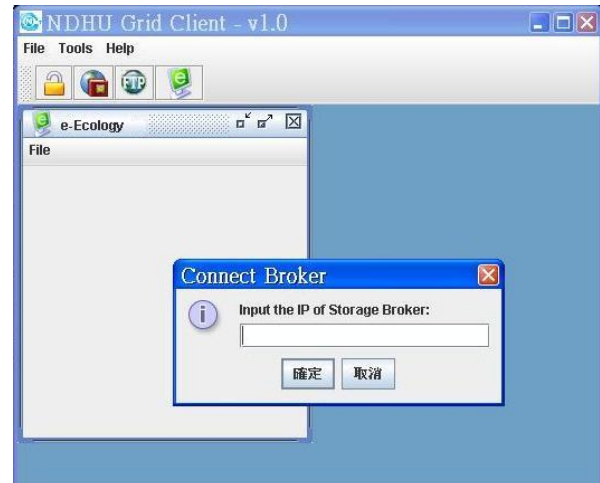 NDHU Grid Client - v1.0
File Tools Help
FTP
e-Ecology
File
Connect Broker
Input the IP of Storage Broker:
確定 取消